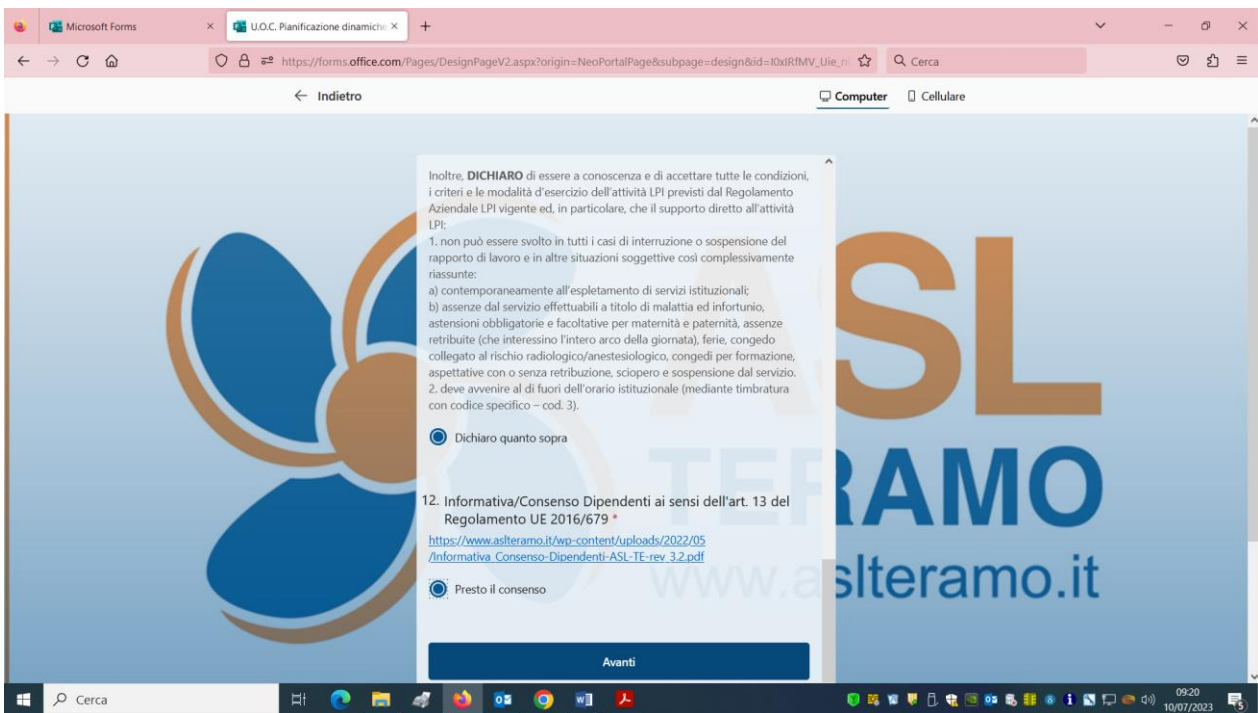 Microsoft Forms
U.O.C. Pianificazione dinamiche
https://forms.office.com/Pages/DesignPageV2.aspx?origin=NeoPortalPage&subpage=design&id=I0xIRfMV_Uie_
Cerca
Indietro
Computer
Cellulare
Inoltre, DICHIARO di essere a conoscenza e di accettare tutte le condizioni,
i criteri e le modalità d'esercizio dell'attività LPI previsti dal Regolamento
Aziendale LPI vigente ed, in particolare, che il supporto diretto all'attività
LPI:
1. non può essere svolto in tutti i casi di interruzione o sospensione del
rapporto di lavoro e in altre situazioni soggettive così complessivamente
riassunte:
a) contemporaneamente all'espletamento di servizi istituzionali;
b) assenze dal servizio effettuabili a titolo di malattia ed infortunio,
astensioni obbligatorie e facoltative per maternità e paternità, assenze
retribuite (che interessino l'intero arco della giornata), ferie, congedo
collegato al rischio radiologico/anestesiologico, congedi per formazione,
aspettative con o senza retribuzione, sciopero e sospensione dal servizio.
2. deve avvenire al di fuori dell'orario istituzionale (mediante timbratura
con codice specifico – cod. 3).
Dichiaro quanto sopra
12. Informativa/Consenso Dipendenti ai sensi dell'art. 13 del
Regolamento UE 2016/679 *
https://www.aslteramo.it/wp-content/uploads/2022/05
/Informativa_Consenso-Dipendenti-ASL-TE-rev_3.2.pdf
Presto il consenso
Avanti
ASL
TERAMO
www.aslteramo.it
Cerca
09:20
10/07/2023